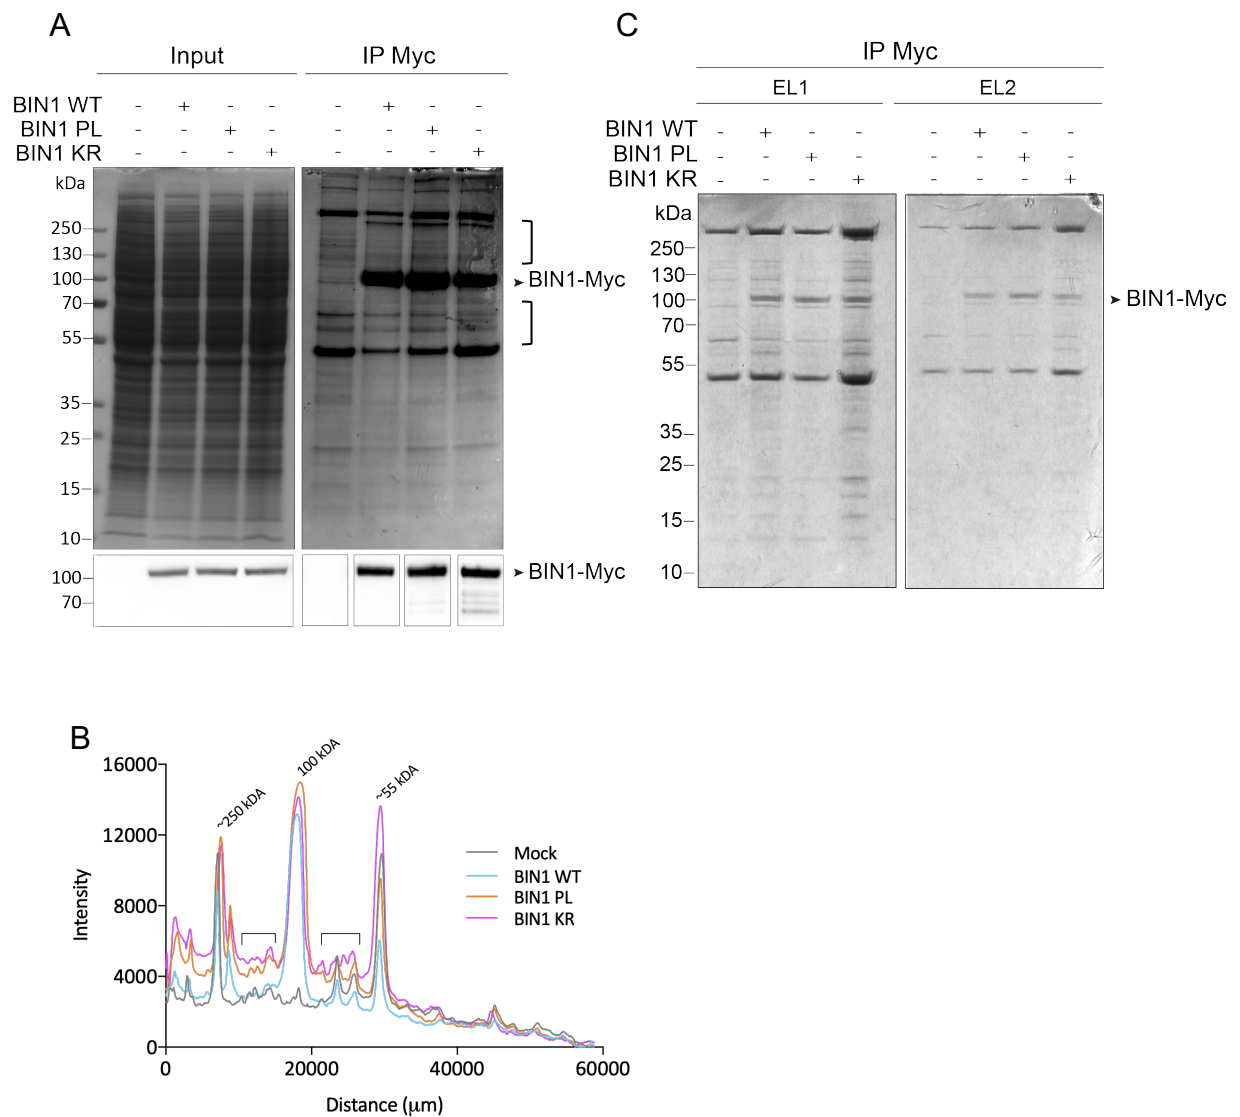 A
Input
IP Myc
BIN1 WT - + - - - + - -
BIN1 PL - - + - - - + -
BIN1 KR - - - + - - - +
kDa
250
130
100
70
55
35
25
15
10
BIN1-Myc
100
70
BIN1-Myc
C
IP Myc
EL1
EL2
BIN1 WT - + - - - + - -
BIN1 PL - - + - - - + -
BIN1 KR - - - + - - - +
kDa
250
130
100
70
55
35
25
15
10
BIN1-Myc
B
16000
12000
8000
4000
0
Intensity
~250 kDA
100 kDA
~55 kDA
Mock
BIN1 WT
BIN1 PL
BIN1 KR
0 20000 40000 60000
Distance (μm)